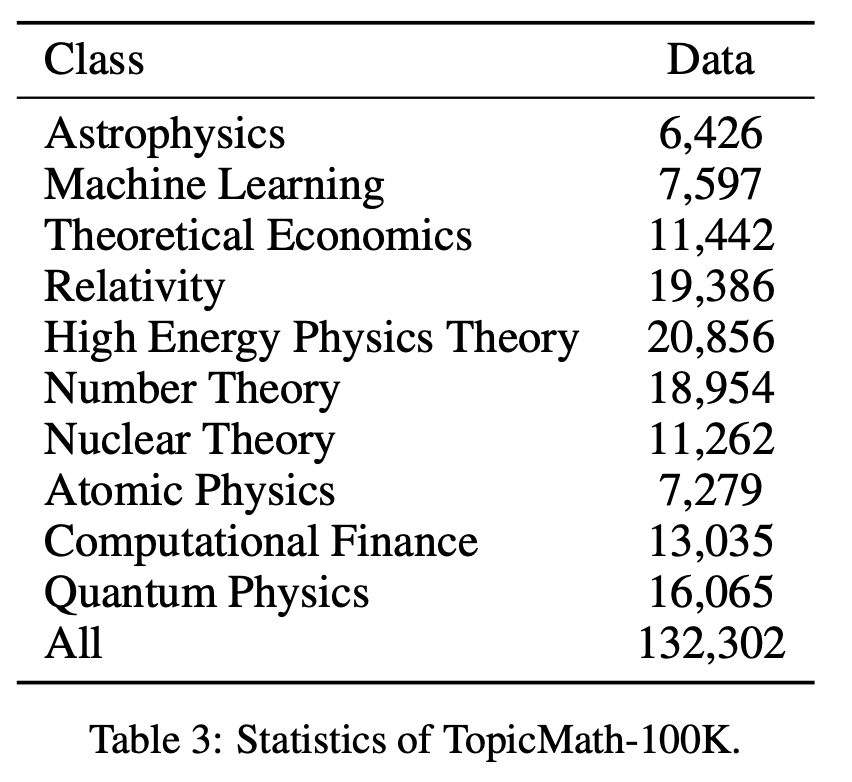 Class Data
Astrophysics 6,426
Machine Learning 7,597
Theoretical Economics 11,442
Relativity 19,386
High Energy Physics Theory 20,856
Number Theory 18,954
Nuclear Theory 11,262
Atomic Physics 7,279
Computational Finance 13,035
Quantum Physics 16,065
All 132,302
Table 3: Statistics of TopicMath-100K.